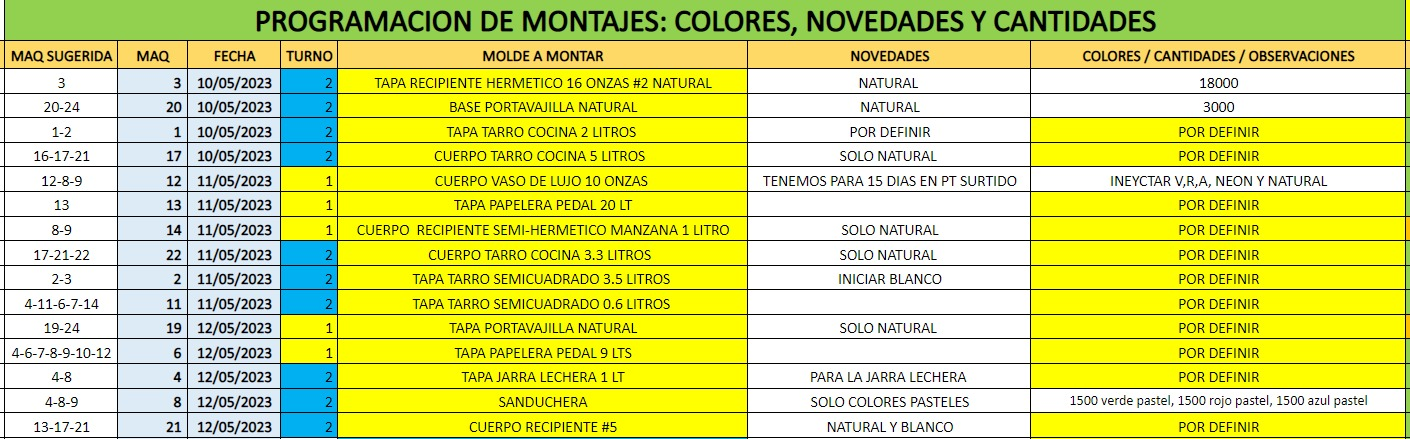 PROGRAMACION DE MONTAJES: COLORES, NOVEDADES Y CANTIDADES
MAQ SUGERIDA MAQ FECHA TURNO MOLDE A MONTAR NOVEDADES COLORES / CANTIDADES / OBSERVACIONES
3 3 10/05/2023 2 TAPA RECIPIENTE HERMETICO 16 ONZAS #2 NATURAL NATURAL 18000
20-24 20 10/05/2023 2 BASE PORTAVAJILLA NATURAL NATURAL 3000
1-2 1 10/05/2023 2 TAPA TARRO COCINA 2 LITROS POR DEFINIR POR DEFINIR
16-17-21 17 10/05/2023 2 CUERPO TARRO COCINA 5 LITROS SOLO NATURAL POR DEFINIR
12-8-9 12 11/05/2023 1 CUERPO VASO DE LUJO 10 ONZAS TENEMOS PARA 15 DIAS EN PT SURTIDO INEYCTAR V,R,A, NEON Y NATURAL
13 13 11/05/2023 1 TAPA PAPELERA PEDAL 20 LT POR DEFINIR
8-9 14 11/05/2023 1 CUERPO RECIPIENTE SEMI-HERMETICO MANZANA 1 LITRO SOLO NATURAL POR DEFINIR
17-21-22 22 11/05/2023 2 CUERPO TARRO COCINA 3.3 LITROS SOLO NATURAL POR DEFINIR
2-3 2 11/05/2023 2 TAPA TARRO SEMICUADRADO 3.5 LITROS INICIAR BLANCO POR DEFINIR
4-11-6-7-14 11 11/05/2023 2 TAPA TARRO SEMICUADRADO 0.6 LITROS POR DEFINIR
19-24 19 12/05/2023 1 TAPA PORTAVAJILLA NATURAL SOLO NATURAL POR DEFINIR
4-6-7-8-9-10-12 6 12/05/2023 1 TAPA PAPELERA PEDAL 9 LTS POR DEFINIR
4-8 4 12/05/2023 2 TAPA JARRA LECHERA 1 LT PARA LA JARRA LECHERA POR DEFINIR
4-8-9 8 12/05/2023 2 SANDUCHERA SOLO COLORES PASTELES 1500 verde pastel, 1500 rojo pastel, 1500 azul pastel
13-17-21 21 12/05/2023 2 CUERPO RECIPIENTE #5 NATURAL Y BLANCO POR DEFINIR